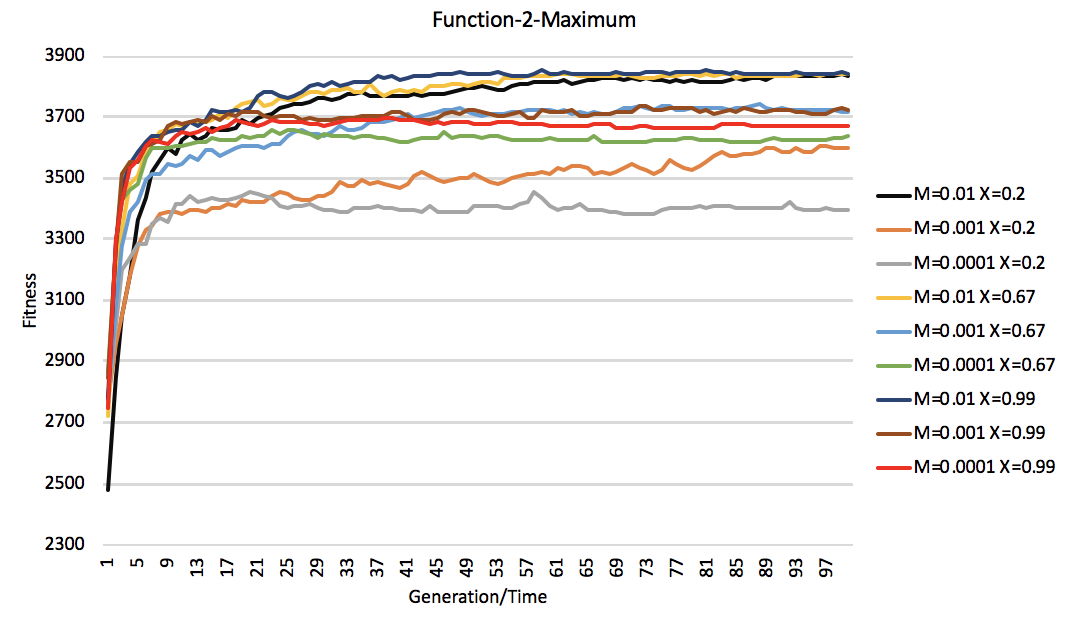 Function-2-Maximum
3900
3700
3500
3300
3100
2900
2700
2500
2300
Fitness
1 5 9 13 17 21 25 29 33 37 41 45 49 53 57 61 65 69 73 77 81 85 89 93 97
Generation/Time
M=0.01 X=0.2
M=0.001 X=0.2
M=0.0001 X=0.2
M=0.01 X=0.67
M=0.001 X=0.67
M=0.0001 X=0.67
M=0.01 X=0.99
M=0.001 X=0.99
M=0.0001 X=0.99